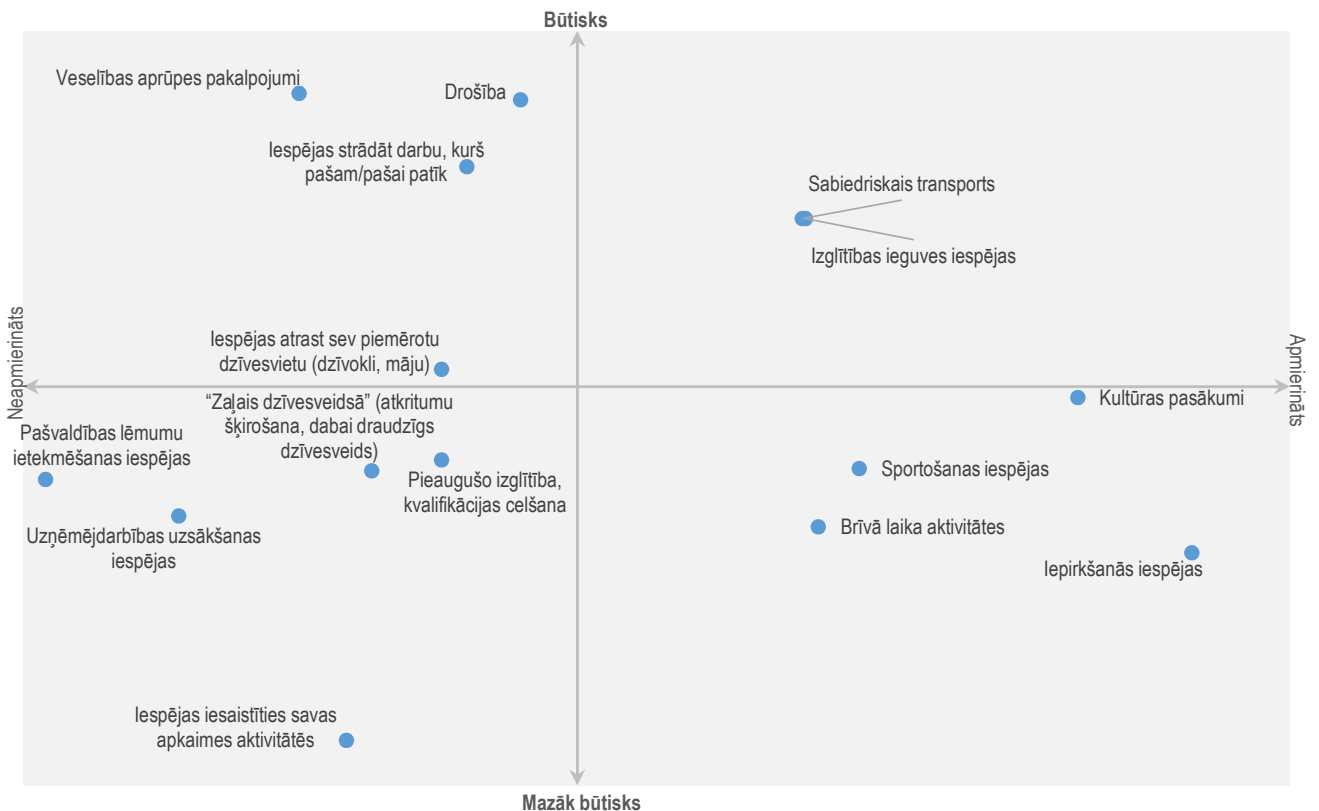 Būtisks
Veselības aprūpes pakalpojumi
Drošība
Iespējas strādāt darbu, kurš
pašam/pašai patīk
Sabiedriskais transports
Izglītības ieguves iespējas
Iespējas atrast sev piemērotu
dzīvesvietu (dzīvokli, māju)
Neapmierināts
Apmierināts
“Zaļais dzīvesveidsā” (atkritumu
šķirošana, dabai draudzīgs
dzīvesveids)
Kultūras pasākumi
Pašvaldības lēmumu
ietekmēšanas iespējas
Pieaugušo izglītība,
kvalifikācijas celšana
Sportošanas iespējas
Uzņēmējdarbības uzsākšanas
iespējas
Brīvā laika aktivitātes
Iepirkšanās iespējas
Iespējas iesaistīties savas
apkaimes aktivitātēs
Mazāk būtisks